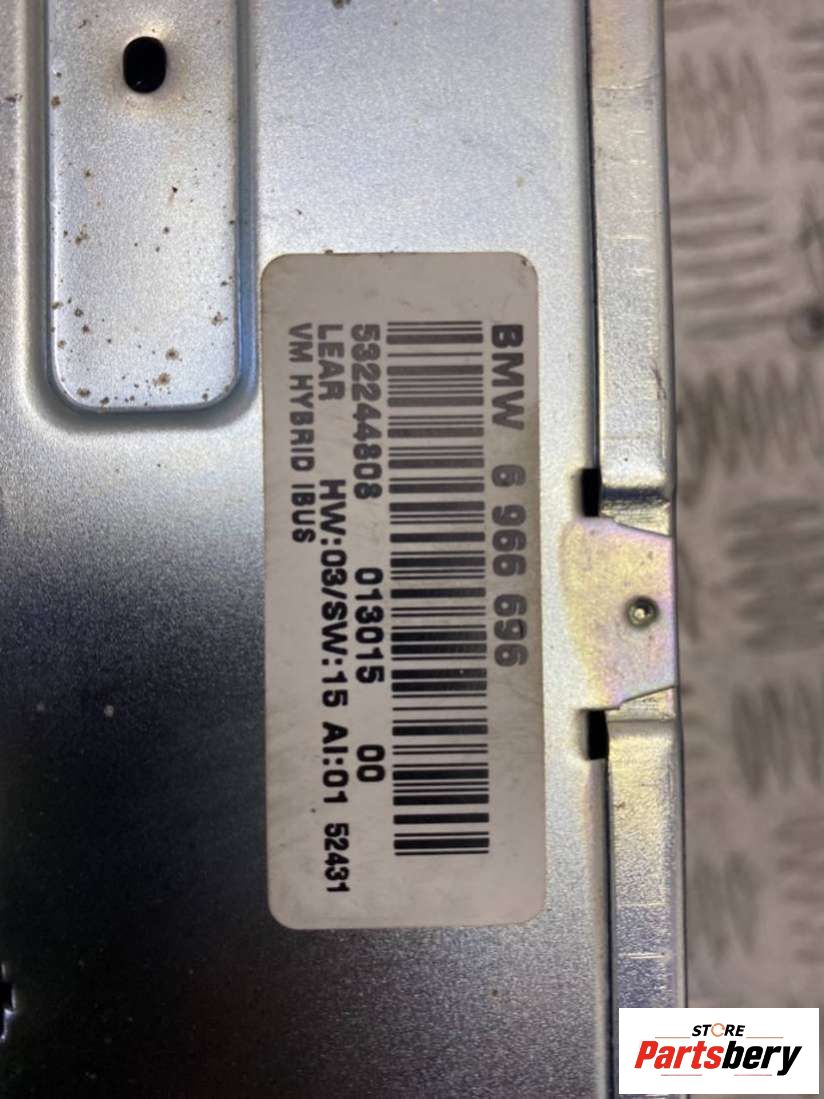 BMW 6 966 696
532244808 013015 00
LEAR HW:03/SW:15 AI:01 52431
VM HYBRID IBUS
STORE
Partsbery